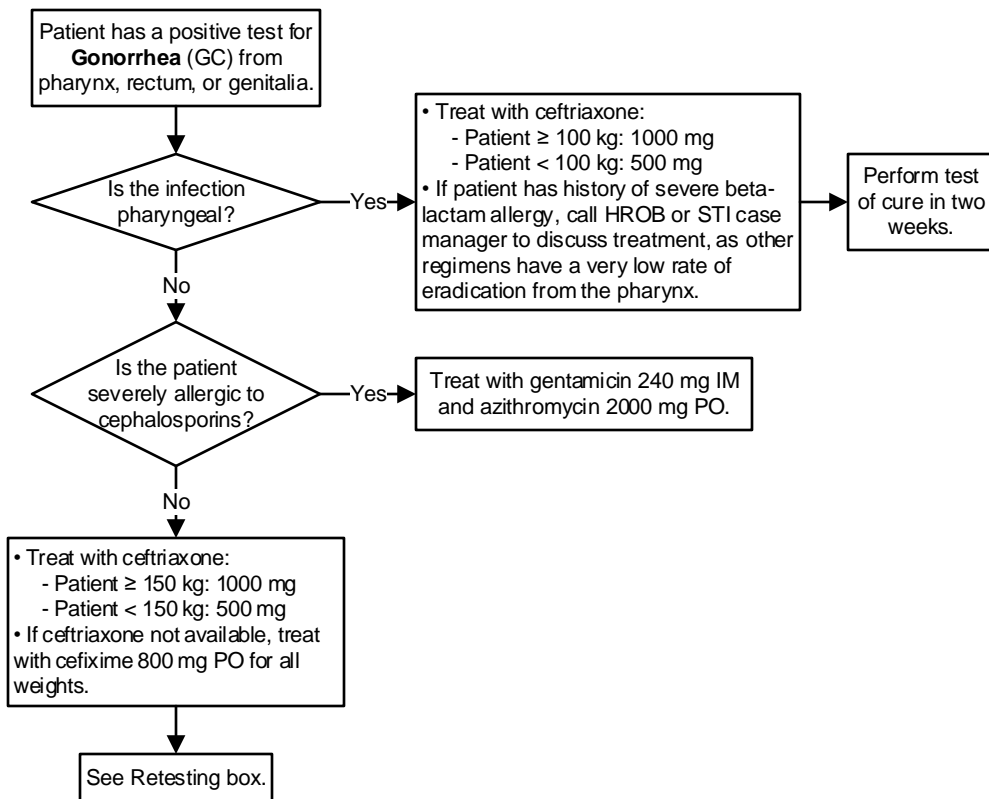 Patient has a positive test for
Gonorrhea (GC) from
pharynx, rectum, or genitalia.
Is the infection
pharyngeal?
Yes
• Treat with ceftriaxone:
- Patient ≥ 100 kg: 1000 mg
- Patient < 100 kg: 500 mg
• If patient has history of severe beta-
lactam allergy, call HROB or STI case
manager to discuss treatment, as other
regimens have a very low rate of
eradication from the pharynx.
Perform test
of cure in two
weeks.
No
Is the patient
severely allergic to
cephalosporins?
Yes
Treat with gentamicin 240 mg IM
and azithromycin 2000 mg PO.
No
• Treat with ceftriaxone:
- Patient ≥ 150 kg: 1000 mg
- Patient < 150 kg: 500 mg
• If ceftriaxone not available, treat
with cefixime 800 mg PO for all
weights.
See Retesting box.